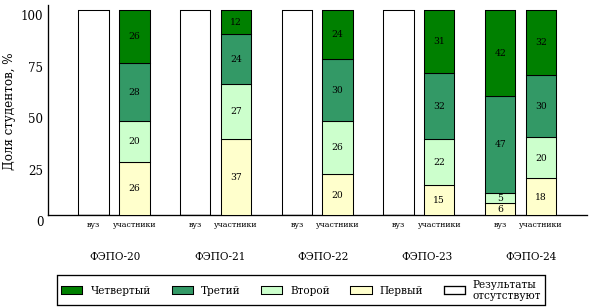 Доля студентов, %
100
75
50
25
0
26 12 24 31 42 32
28 24 30 32 47 30
20 27 26 22 5 20
26 37 20 15 6 18
вуз участники вуз участники вуз участники вуз участники вуз участники
ФЭПО-20 ФЭПО-21 ФЭПО-22 ФЭПО-23 ФЭПО-24
Четвертый Третий Второй Первый Результаты
отсутствуют